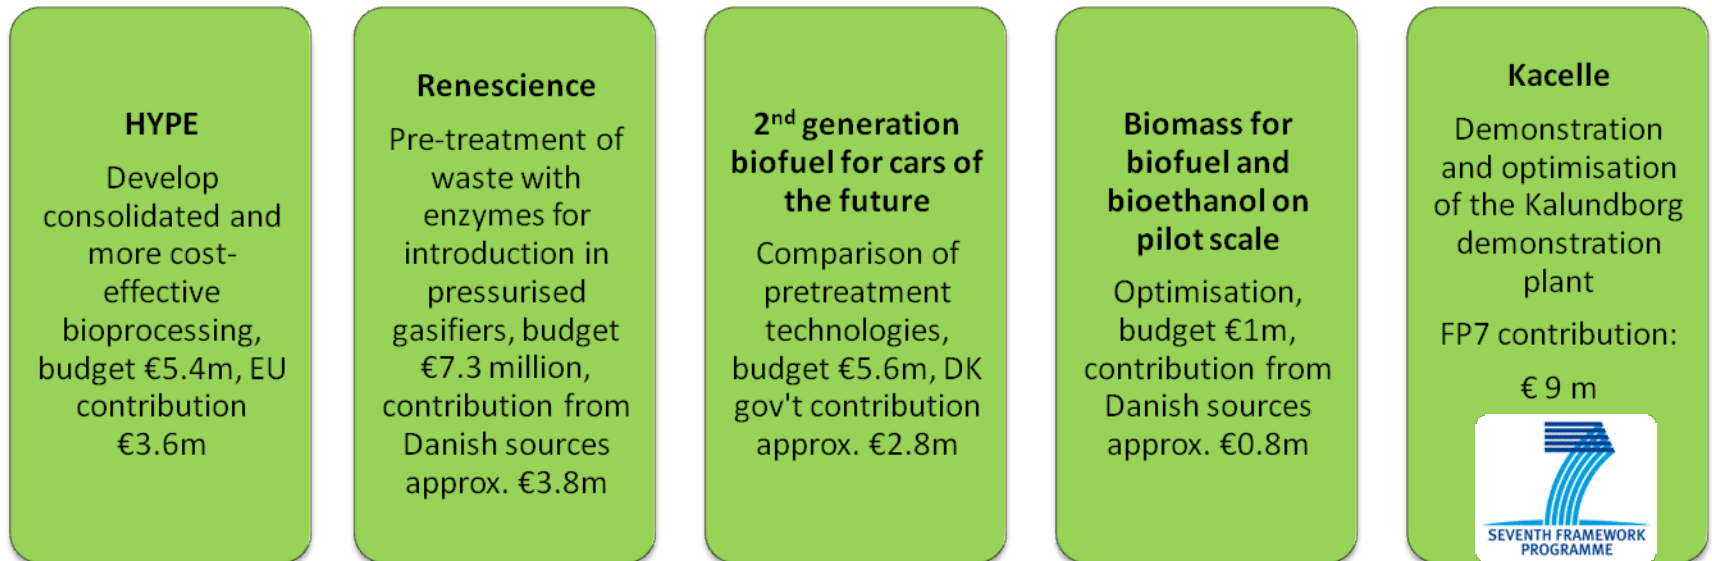 HYPE
Develop
consolidated and
more cost-
effective
bioprocessing,
budget €5.4m, EU
contribution
€3.6m
Renescience
Pre-treatment of
waste with
enzymes for
introduction in
pressurised
gasifiers, budget
€7.3 million,
contribution from
Danish sources
approx. €3.8m
2nd generation
biofuel for cars of
the future
Comparison of
pretreatment
technologies,
budget €5.6m, DK
gov't contribution
approx. €2.8m
Biomass for
biofuel and
bioethanol on
pilot scale
Optimisation,
budget €1m,
contribution from
Danish sources
approx. €0.8m
Kacelle
Demonstration
and optimisation
of the Kalundborg
demonstration
plant
FP7 contribution:
€ 9 m
7
SEVENTH FRAMEWORK
PROGRAMME